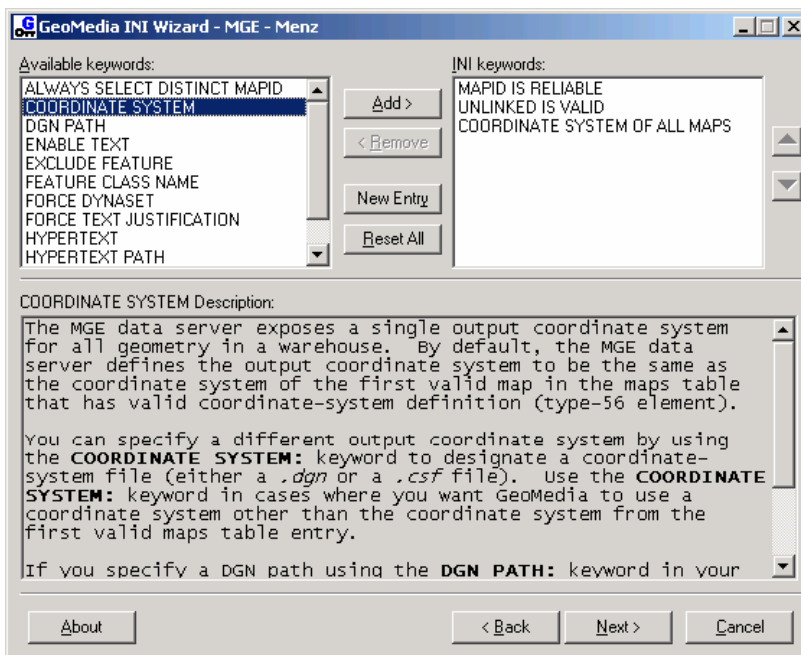 GeoMedia INI Wizard - MGE - Menz
Available keywords:
INI keywords:
ALWAYS SELECT DISTINCT MAPID
COORDINATE SYSTEM
DGN PATH
ENABLE TEXT
EXCLUDE FEATURE
FEATURE CLASS NAME
FORCE DYNASET
FORCE TEXT JUSTIFICATION
HYPERTEXT
HYPERTEXT PATH
Add >
< Remove
New Entry
Reset All
MAPID IS RELIABLE
UNLINKED IS VALID
COORDINATE SYSTEM OF ALL MAPS
COORDINATE SYSTEM Description:
The MGE data server exposes a single output coordinate system
for all geometry in a warehouse.  By default, the MGE data
server defines the output coordinate system to be the same as
the coordinate system of the first valid map in the maps table
that has valid coordinate-system definition (type-56 element).
You can specify a different output coordinate system by using
the COORDINATE SYSTEM: keyword to designate a coordinate-
system file (either a .dgn or a .csf file).  Use the COORDINATE
SYSTEM: keyword in cases where you want GeoMedia to use a
coordinate system other than the coordinate system from the
first valid maps table entry.
If you specify a DGN path using the DGN PATH: keyword in your
About
< Back
Next >
Cancel